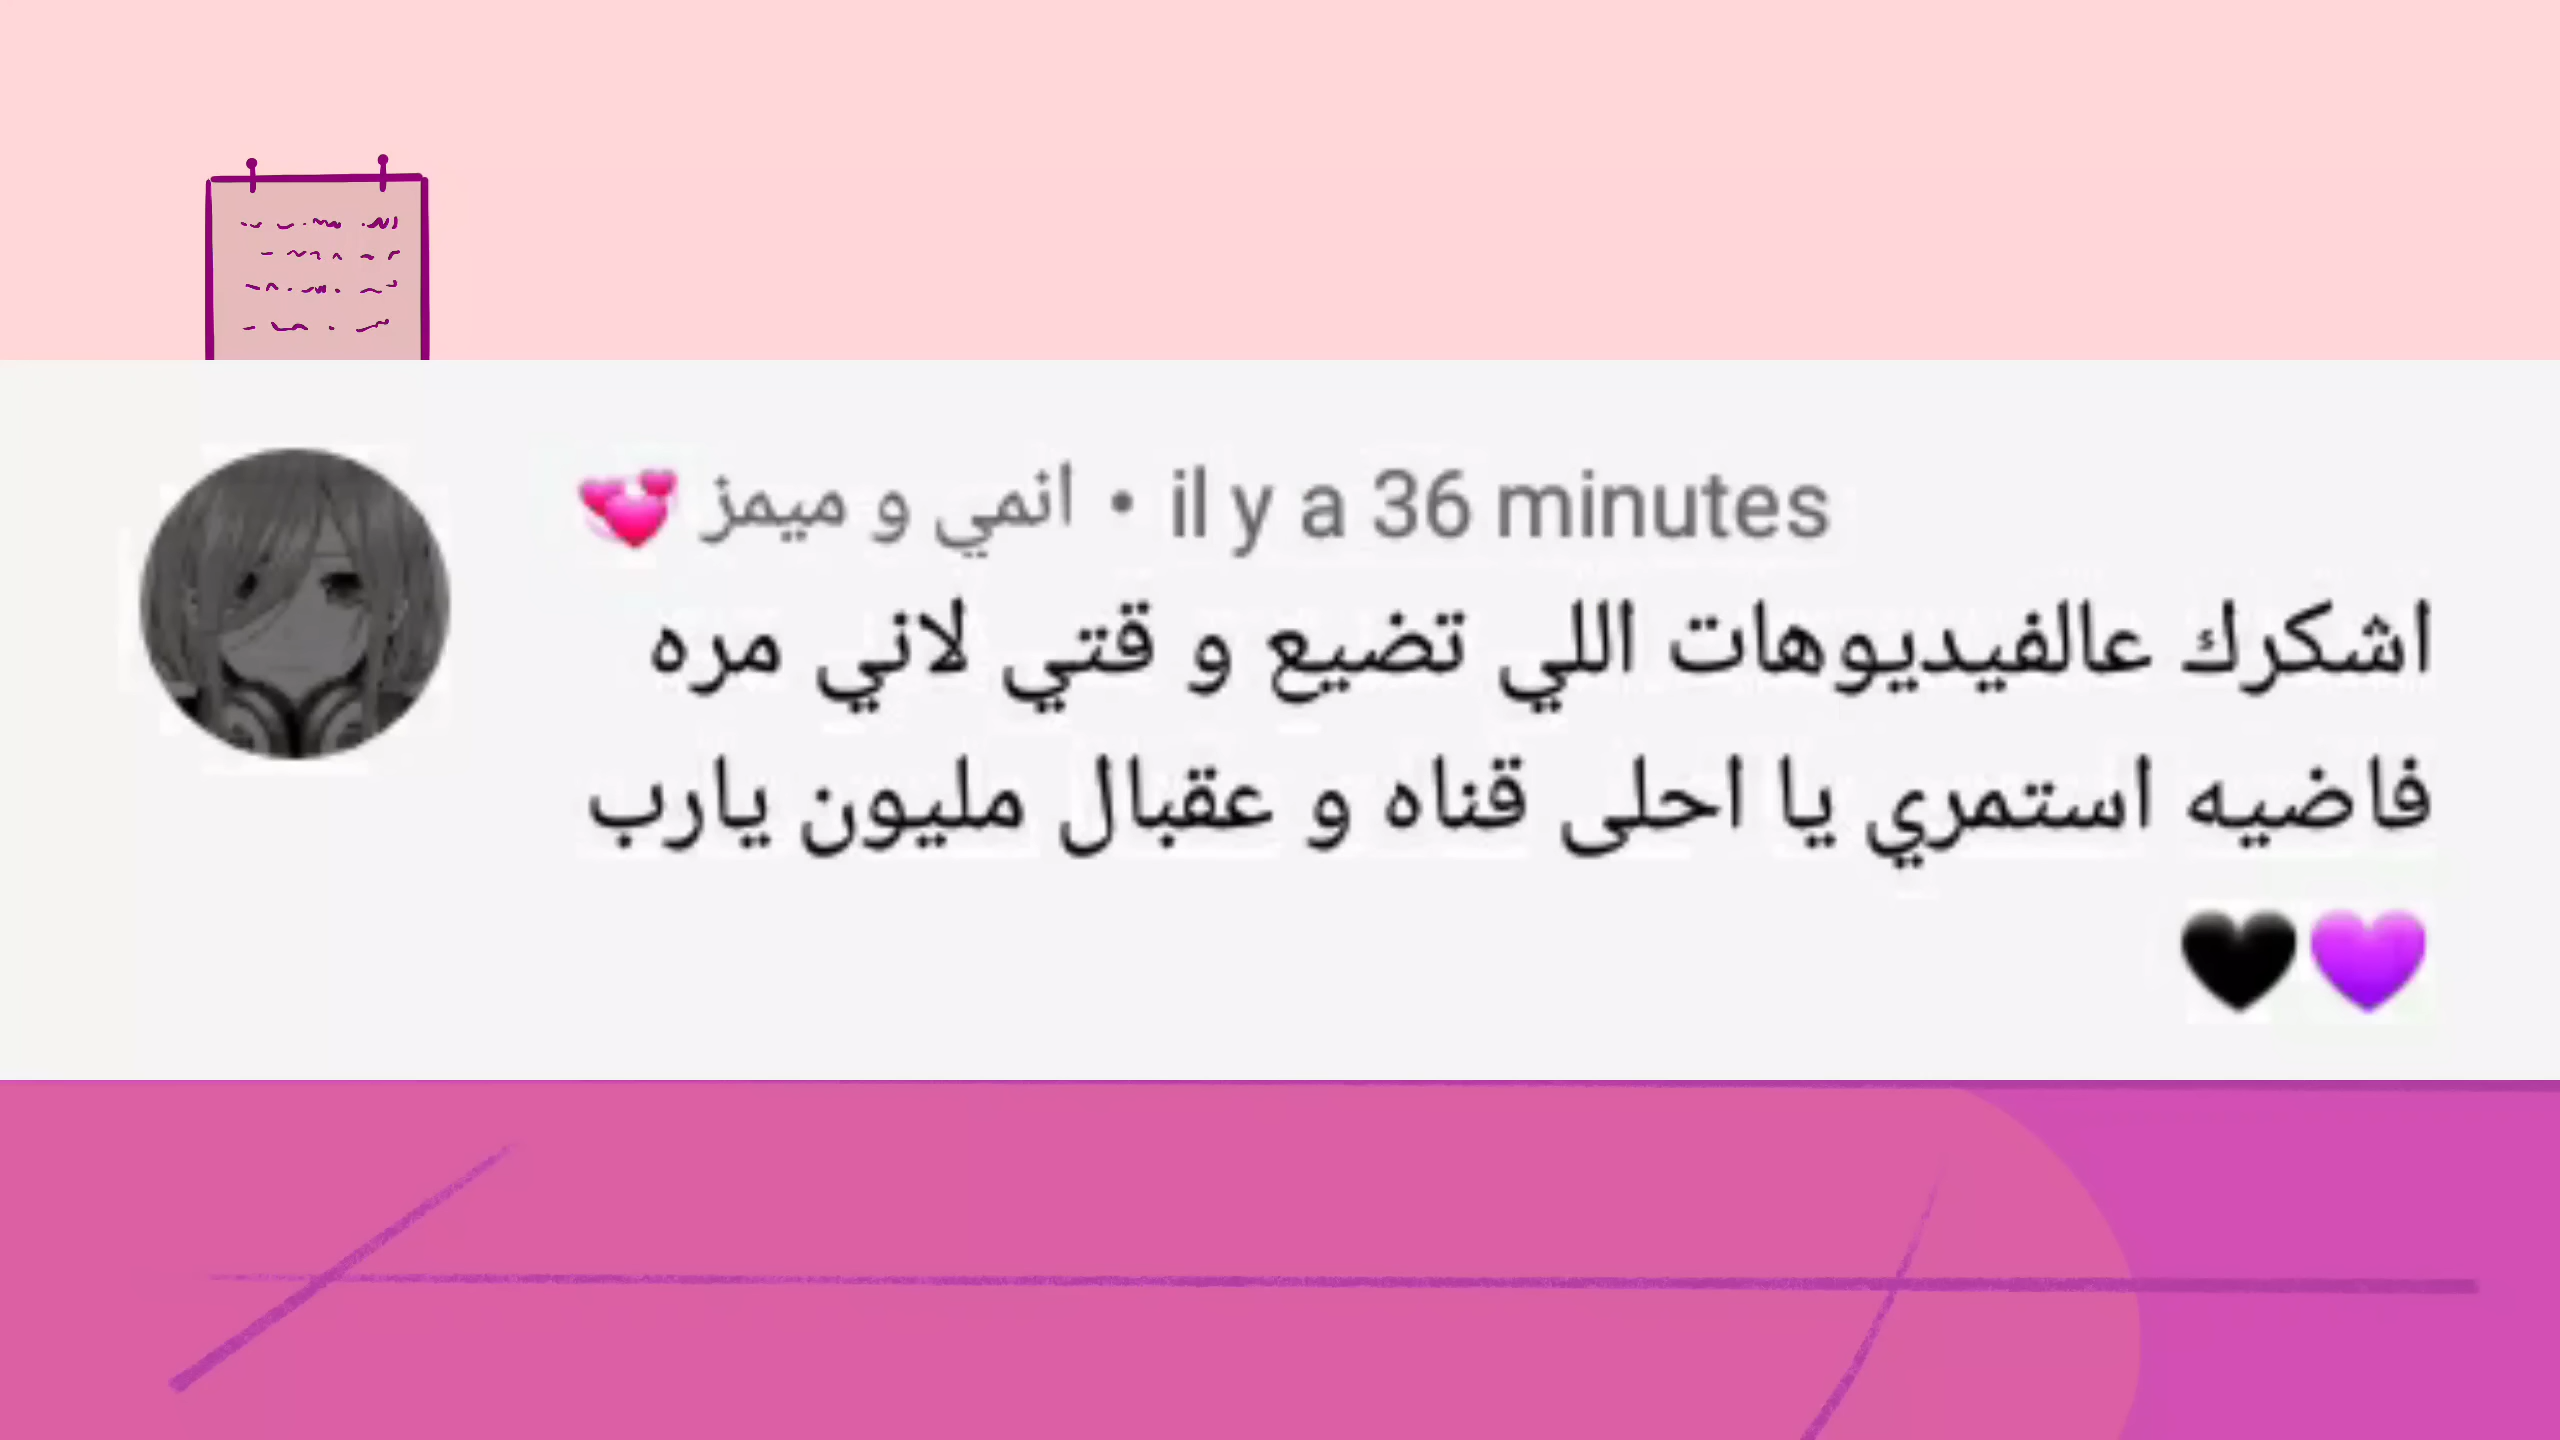 انمي و ميمز 💞 • il y a 36 minutes
اشكرك عالفيديوهات اللي تضيع و قتي لاني مره
فاضيه استمري يا احلى قناه و عقبال مليون يارب
💜🖤